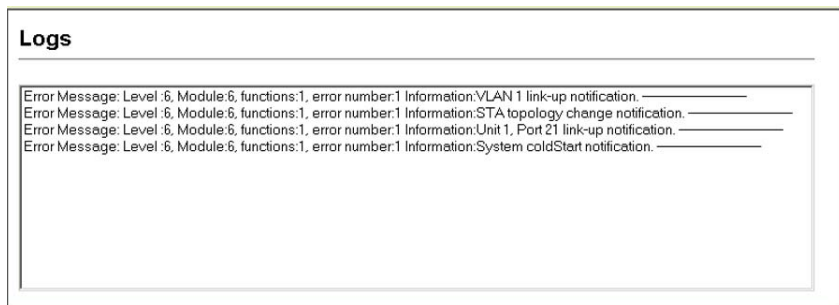 Logs
Error Message: Level :6, Module:6, functions:1, error number:1 Information:VLAN 1 link-up notification.
Error Message: Level :6, Module:6, functions:1, error number:1 Information:STA topology change notification.
Error Message: Level :6, Module:6, functions:1, error number:1 Information:Unit 1, Port 21 link-up notification.
Error Message: Level :6, Module:6, functions:1, error number:1 Information:System coldStart notification.